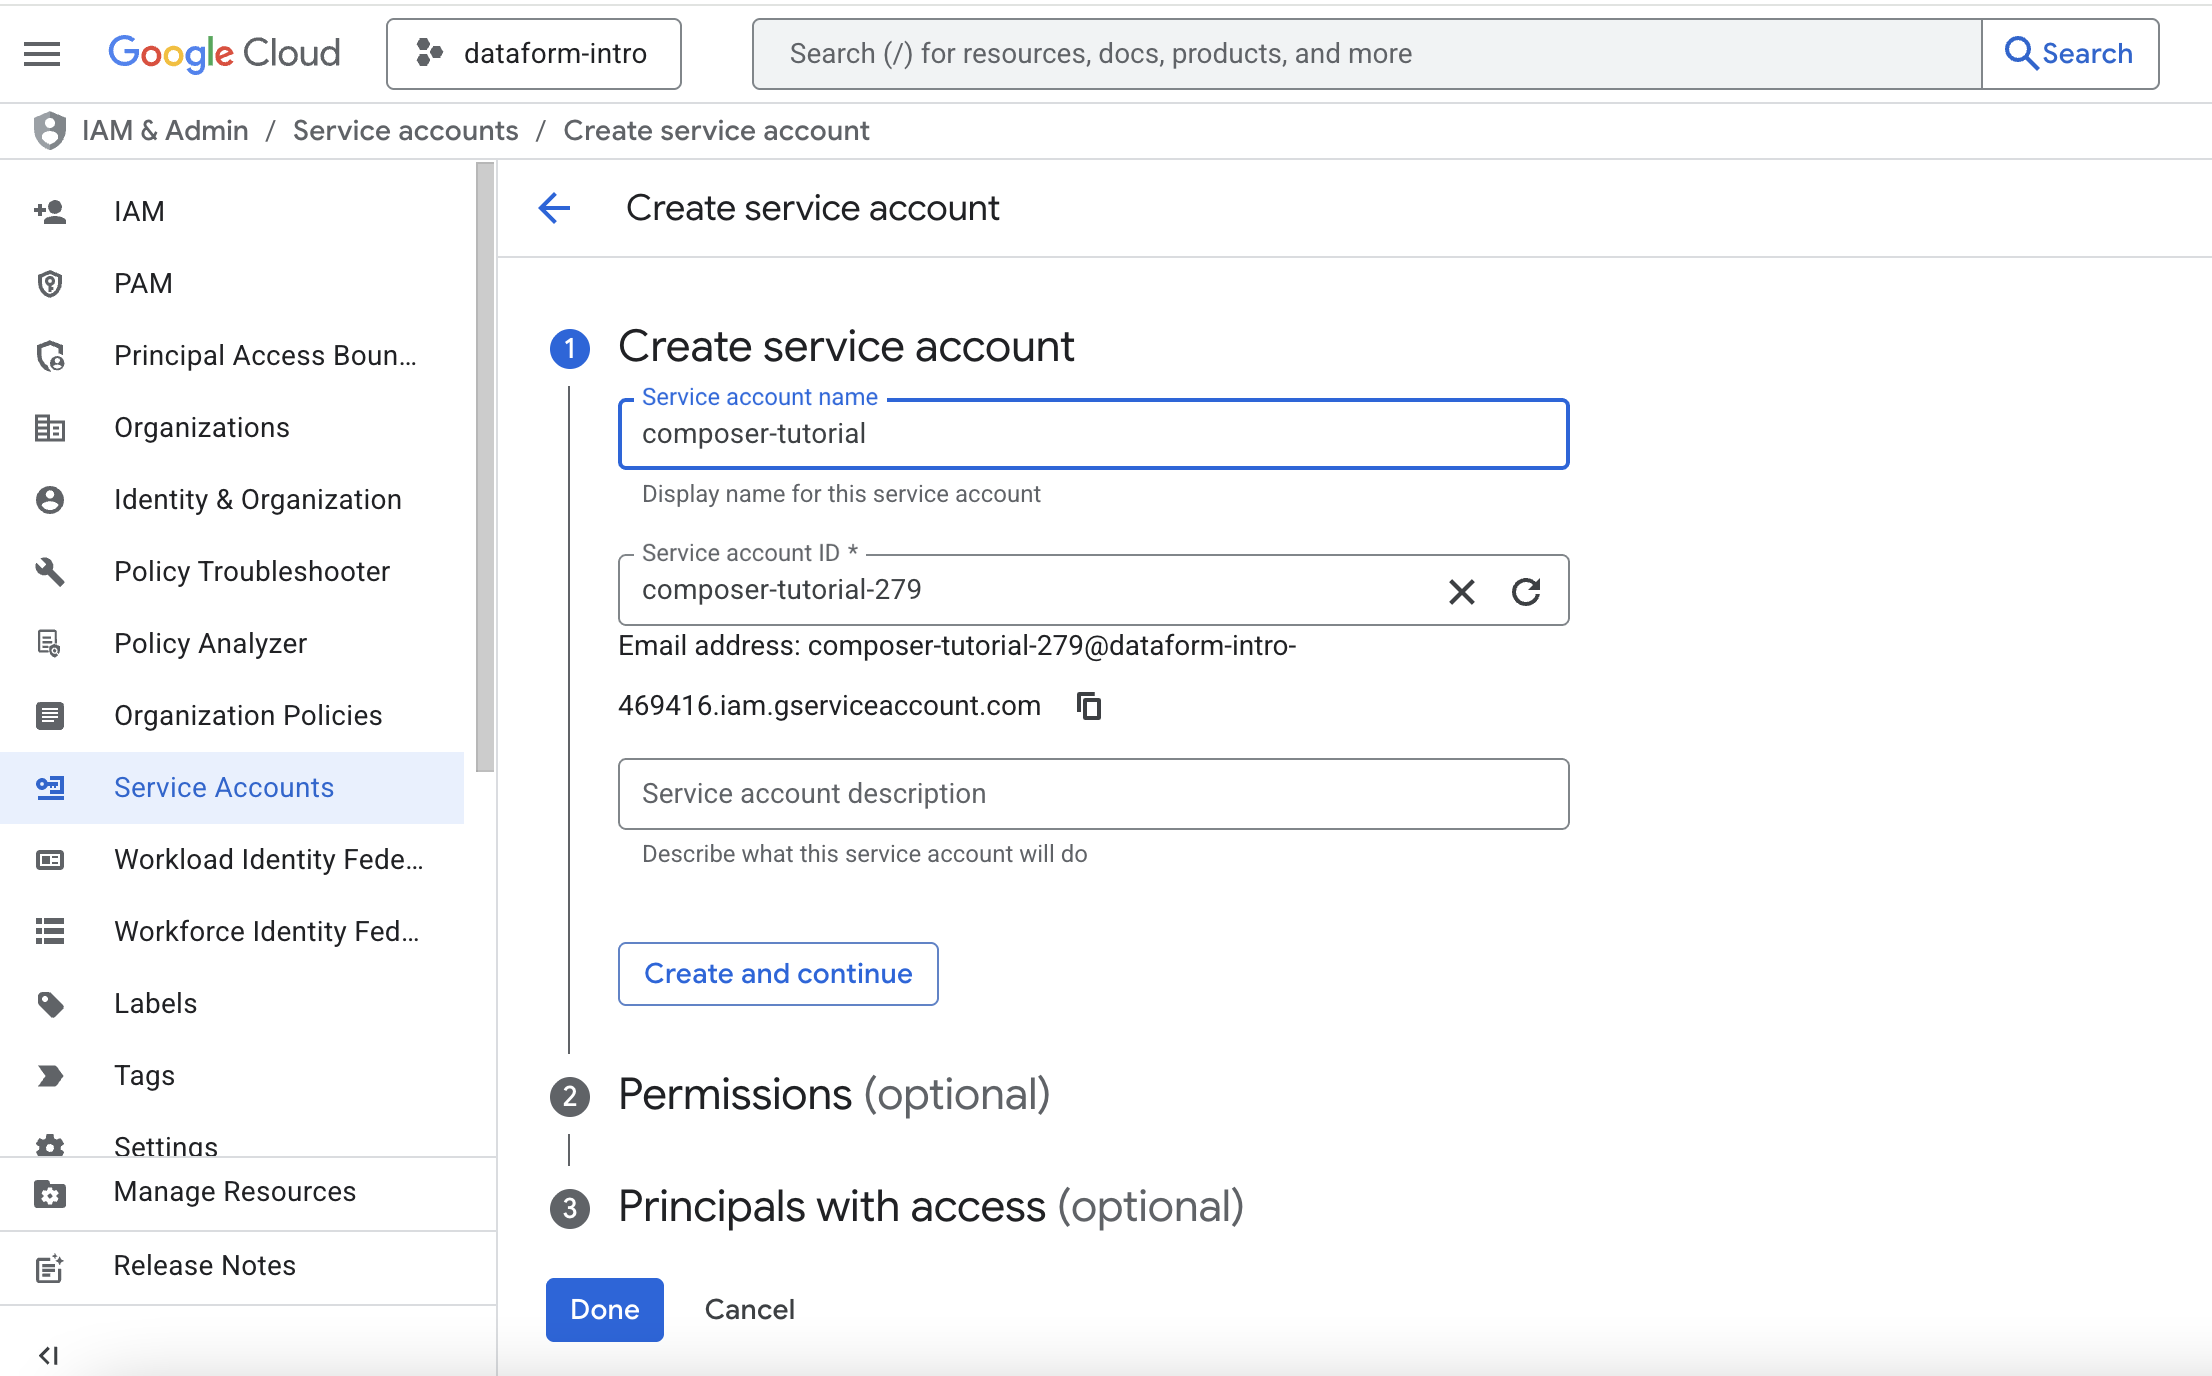 Google Cloud
dataform-intro
Search (/) for resources, docs, products, and more
Search
IAM & Admin / Service accounts / Create service account
IAM
PAM
Principal Access Boun...
Organizations
Identity & Organization
Policy Troubleshooter
Policy Analyzer
Organization Policies
Service Accounts
Workload Identity Fede...
Workforce Identity Fed...
Labels
Tags
Settings
Manage Resources
Release Notes
Create service account
1 Create service account
Service account name
composer-tutorial
Display name for this service account
Service account ID *
composer-tutorial-279
Email address: composer-tutorial-279@dataform-intro-
469416.iam.gserviceaccount.com
Service account description
Describe what this service account will do
Create and continue
2 Permissions (optional)
3 Principals with access (optional)
Done Cancel